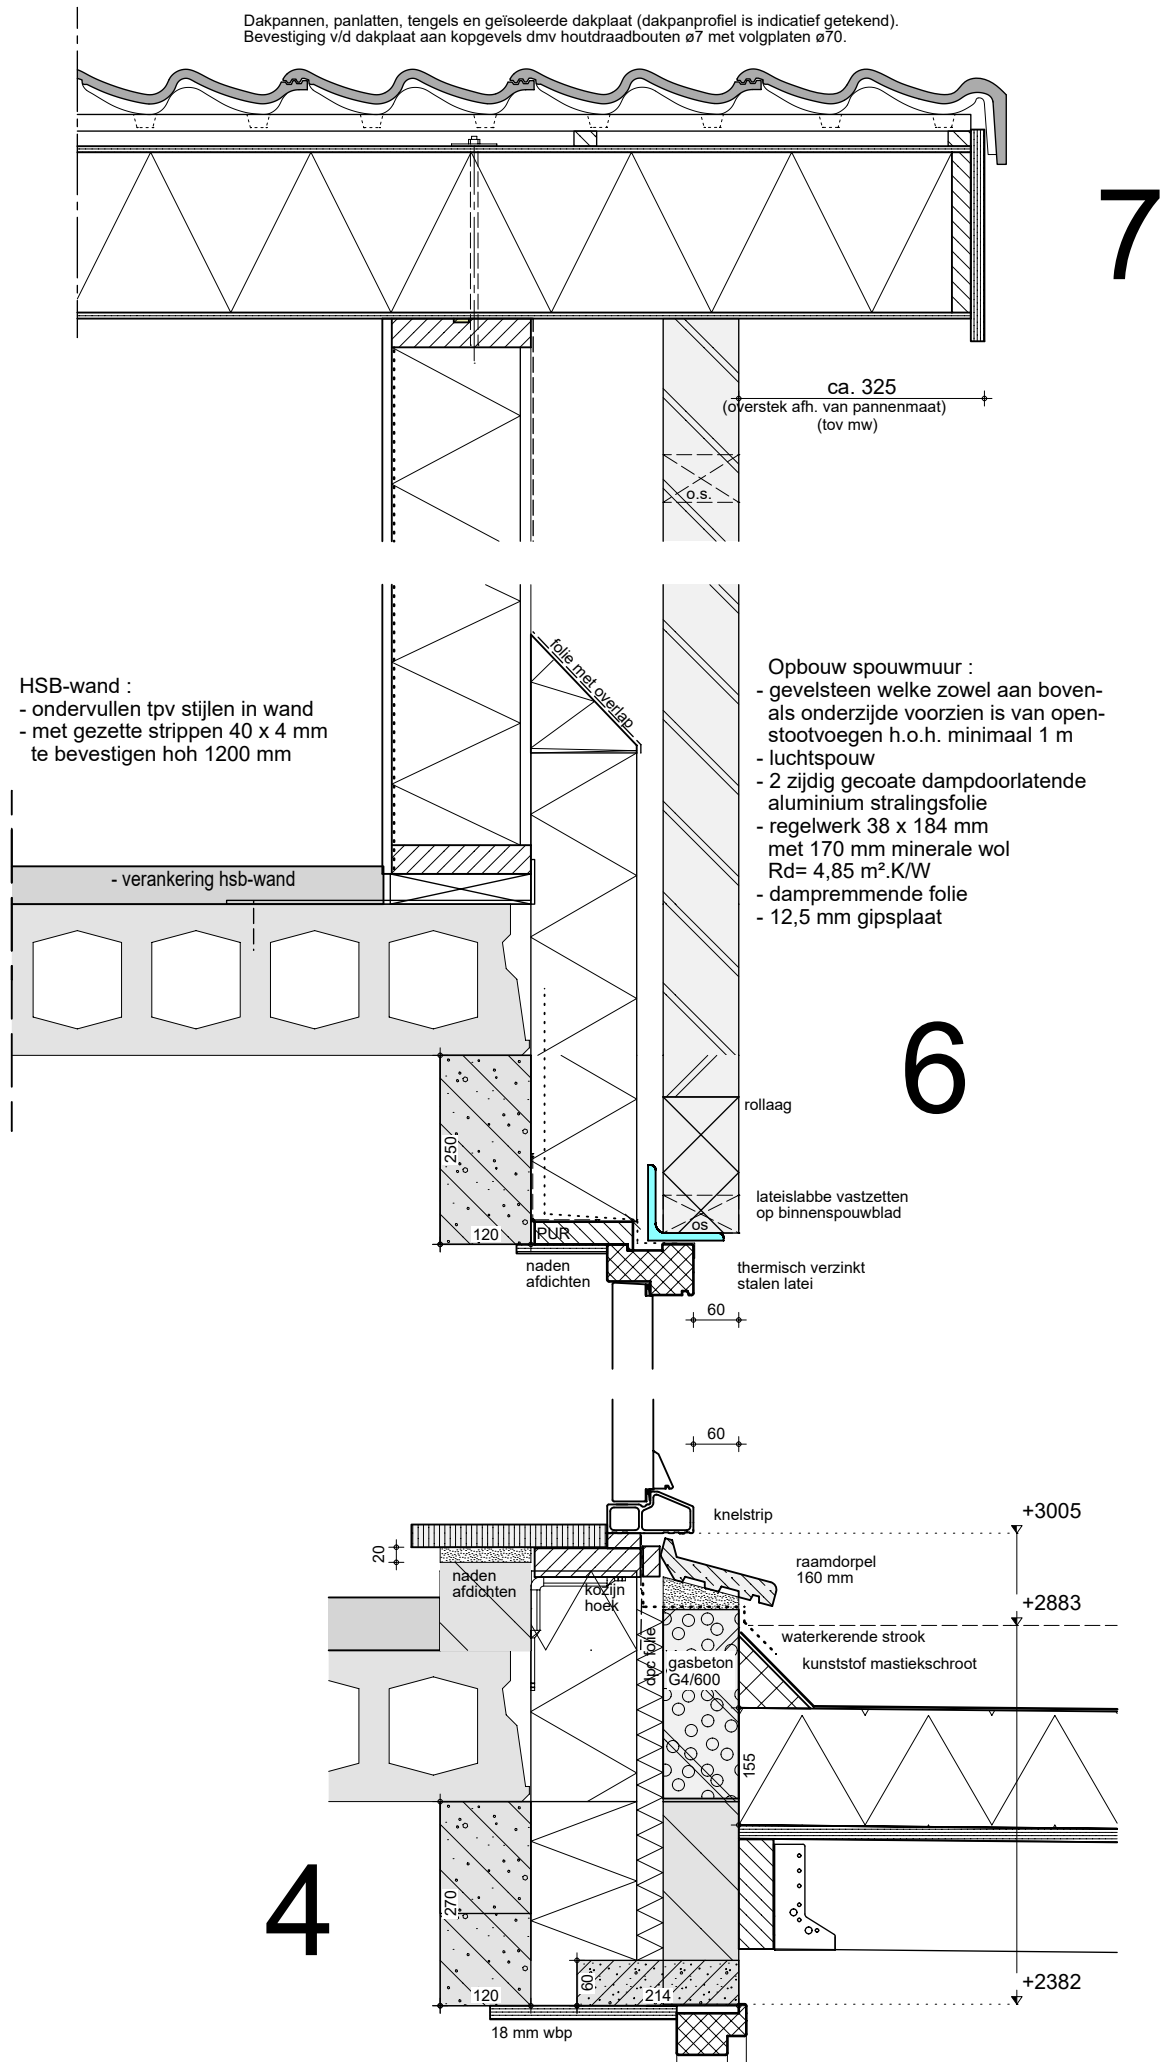 Dakpannen, panlatten, tengels en geïsoleerde dakplaat (dakpanprofiel is indicatief getekend).
Bevestiging v/d dakplaat aan kopgevels dmv houtdraadbouten ø7 met volgplaten ø70.
7
ca. 325
(overstek afh. van pannenmaat)
(tov mw)
o.s.
folie met overlap
HSB-wand :
- ondervullen tpv stijlen in wand
- met gezette strippen 40 x 4 mm
te bevestigen hoh 1200 mm
Opbouw spouwmuur :
- gevelsteen welke zowel aan boven-
als onderzijde voorzien is van open-
stootvoegen h.o.h. minimaal 1 m
- luchtspouw
- 2 zijdig gecoate dampdoorlatende
aluminium stralingsfolie
- regelwerk 38 x 184 mm
met 170 mm minerale wol
Rd= 4,85 m².K/W
- dampremmende folie
- 12,5 mm gipsplaat
- verankering hsb-wand
6
rollaag
250
lateislabbe vastzetten
op binnenspouwblad
os
120
PUR
naden
afdichten
thermisch verzinkt
stalen latei
60
60
knelstrip
+3005
20
naden
afdichten
kozijn
hoek
raamdorpel
160 mm
+2883
waterkerende strook
kunststof mastiekschroot
dpc folie
gasbeton
G4/600
155
4
270
60
120
214
+2382
18 mm wbp